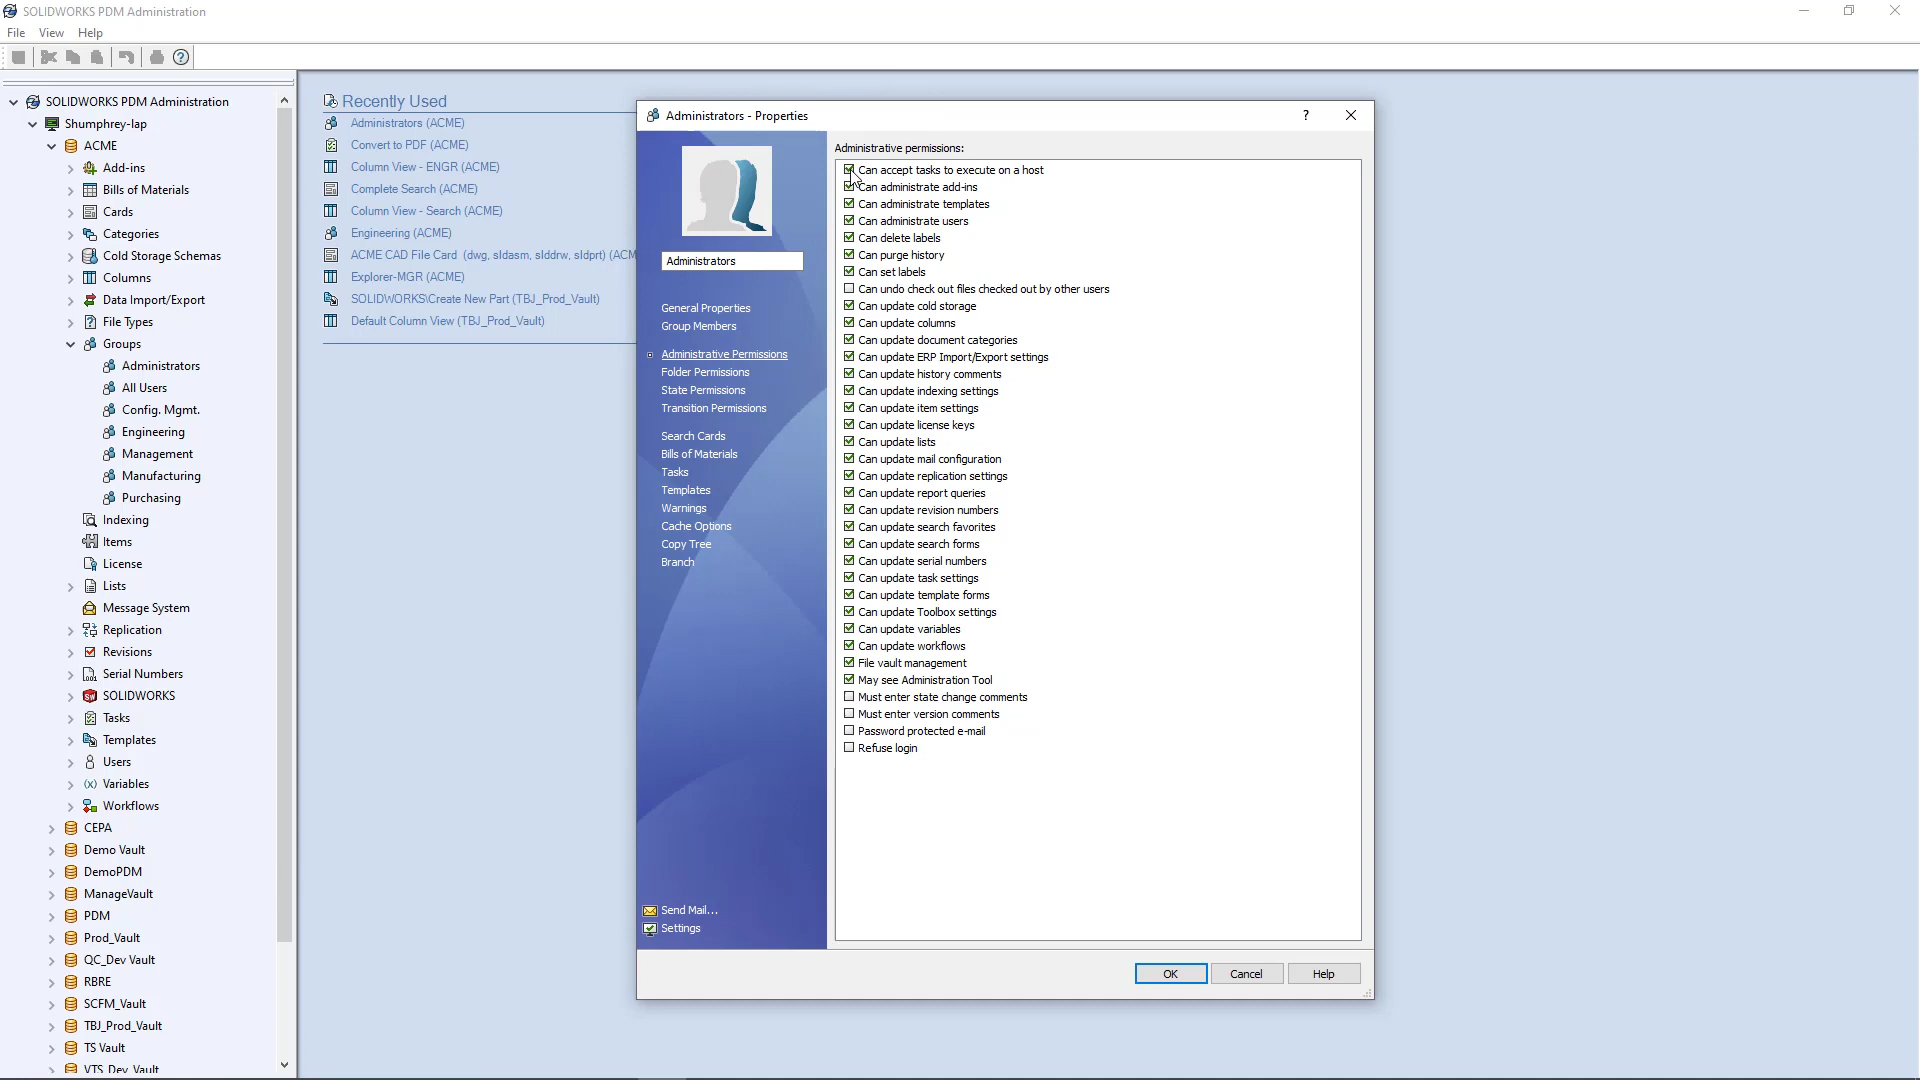 SOLIDWORKS PDM Administration
File View Help
SOLIDWORKS PDM Administration
Shumphrey-lap
ACME
Add-ins
Bills of Materials
Cards
Categories
Cold Storage Schemas
Columns
Data Import/Export
File Types
Groups
Administrators
All Users
Config. Mgmt.
Engineering
Management
Manufacturing
Purchasing
Indexing
Items
License
Lists
Message System
Replication
Revisions
Serial Numbers
SOLIDWORKS
Tasks
Templates
Users
Variables
Workflows
CEPA
Demo Vault
DemoPDM
ManageVault
PDM
Prod_Vault
QC_Dev Vault
RBRE
SCFM_Vault
TBJ_Prod_Vault
TS Vault
VTS_Dev_Vault
Recently Used
Administrators (ACME)
Convert to PDF (ACME)
Column View - ENGR (ACME)
Complete Search (ACME)
Column View - Search (ACME)
Engineering (ACME)
ACME CAD File Card (dwg, sldasm, slddrw, sldprt) (ACM
Explorer-MGR (ACME)
SOLIDWORKS\Create New Part (TBJ_Prod_Vault)
Default Column View (TBJ_Prod_Vault)
Administrators - Properties
Administrators
General Properties
Group Members
Administrative Permissions
Folder Permissions
State Permissions
Transition Permissions
Search Cards
Bills of Materials
Tasks
Templates
Warnings
Cache Options
Copy Tree
Branch
Send Mail...
Settings
Administrative permissions:
Can accept tasks to execute on a host
Can administrate add-ins
Can administrate templates
Can administrate users
Can delete labels
Can purge history
Can set labels
Can undo check out files checked out by other users
Can update cold storage
Can update columns
Can update document categories
Can update ERP Import/Export settings
Can update history comments
Can update indexing settings
Can update item settings
Can update license keys
Can update lists
Can update mail configuration
Can update replication settings
Can update report queries
Can update revision numbers
Can update search favorites
Can update search forms
Can update serial numbers
Can update task settings
Can update template forms
Can update Toolbox settings
Can update variables
Can update workflows
File vault management
May see Administration Tool
Must enter state change comments
Must enter version comments
Password protected e-mail
Refuse login
OK Cancel Help